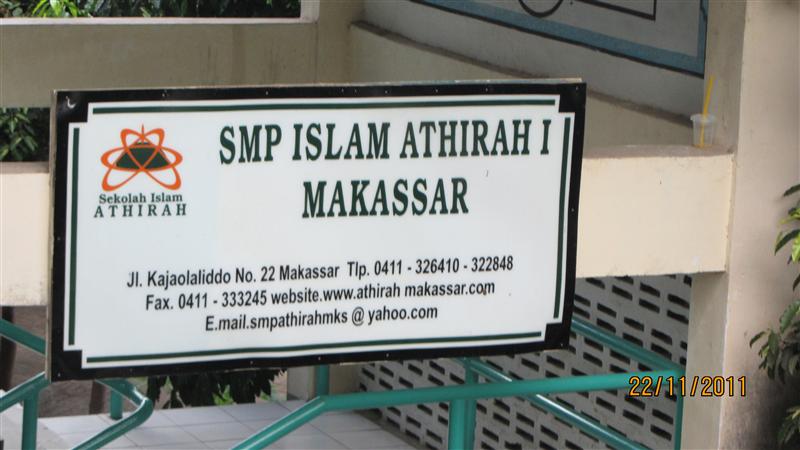 SMP ISLAM ATHIRAH I
MAKASSAR
Sekolah Islam
ATHIRAH
Jl. Kajaolaliddo No. 22 Makassar Tlp. 0411 - 326410 - 322848
Fax. 0411 - 333245 website.www.athirah makassar.com
E.mail.smpathirahmks @ yahoo.com
22/11/2011